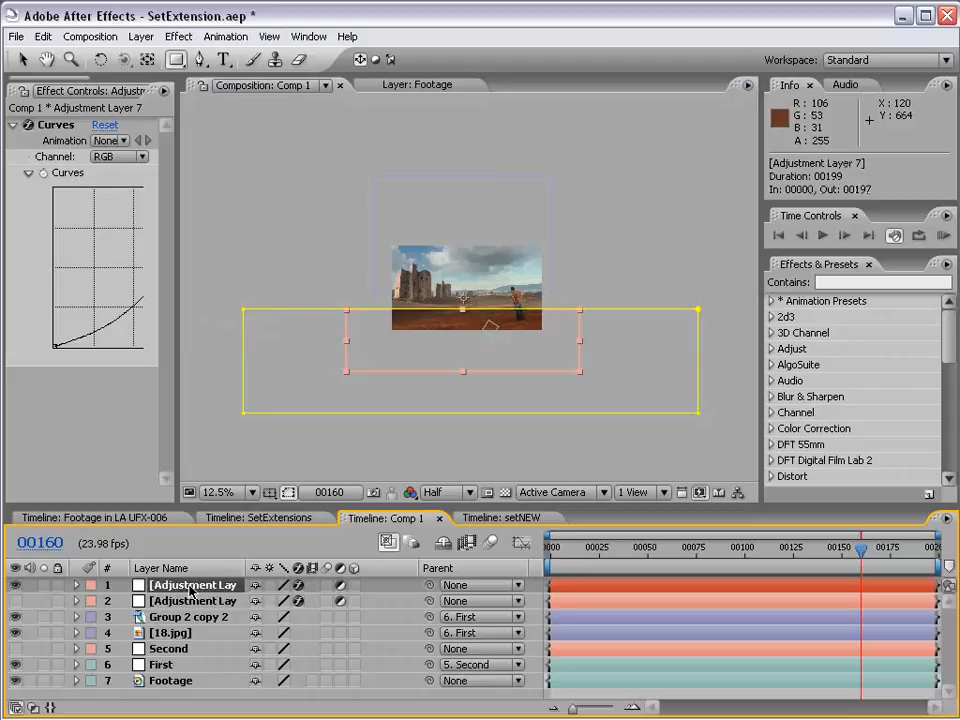 Adobe After Effects - SetExtension.aep *
File Edit Composition Layer Effect Animation View Window Help
Workspace: Standard
Effect Controls: Adjustr
Comp 1 * Adjustment Layer 7
Curves Reset
Animation None
Channel: RGB
Curves
Composition: Comp 1
Layer: Footage
12.5% 00160 Half Active Camera 1 View
Info Audio
R : 106
G : 53
B : 31
A : 255
X : 120
Y : 664
[Adjustment Layer 7]
Duration: 00199
In: 00000, Out: 00197
Time Controls
Effects & Presets
Contains:
* Animation Presets
2d3
3D Channel
Adjust
AlgoSuite
Audio
Blur & Sharpen
Channel
Color Correction
DFT 55mm
DFT Digital Film Lab 2
Distort
Timeline: Footage in LA UFX-006 Timeline: SetExtensions Timeline: Comp 1 Timeline: setNEW
00160 (23.98 fps)
0000 00025 00050 00075 00100 00125 00150 00175 0020
# Layer Name Parent
1 [Adjustment Lay None
2 [Adjustment Lay None
3 Group 2 copy 2 6. First
4 [18.jpg] 6. First
5 Second None
6 First 5. Second
7 Footage None